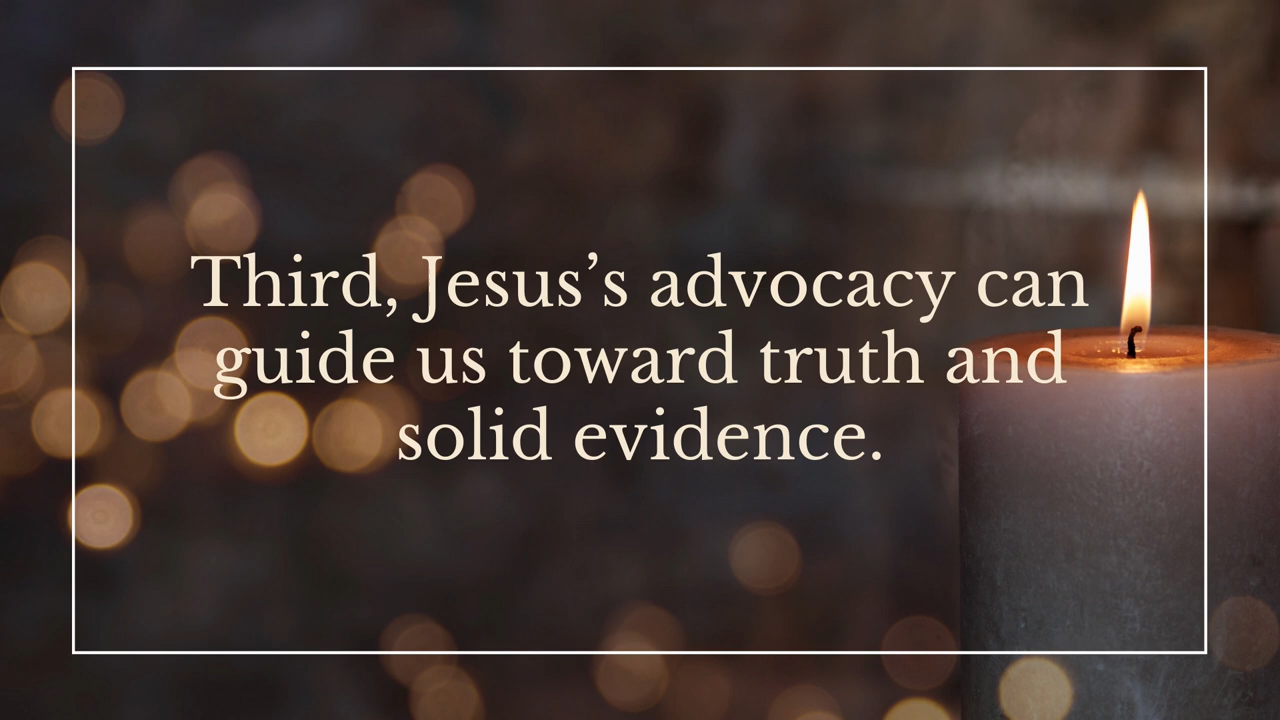 Third, Jesus’s advocacy can
guide us toward truth and
solid evidence.